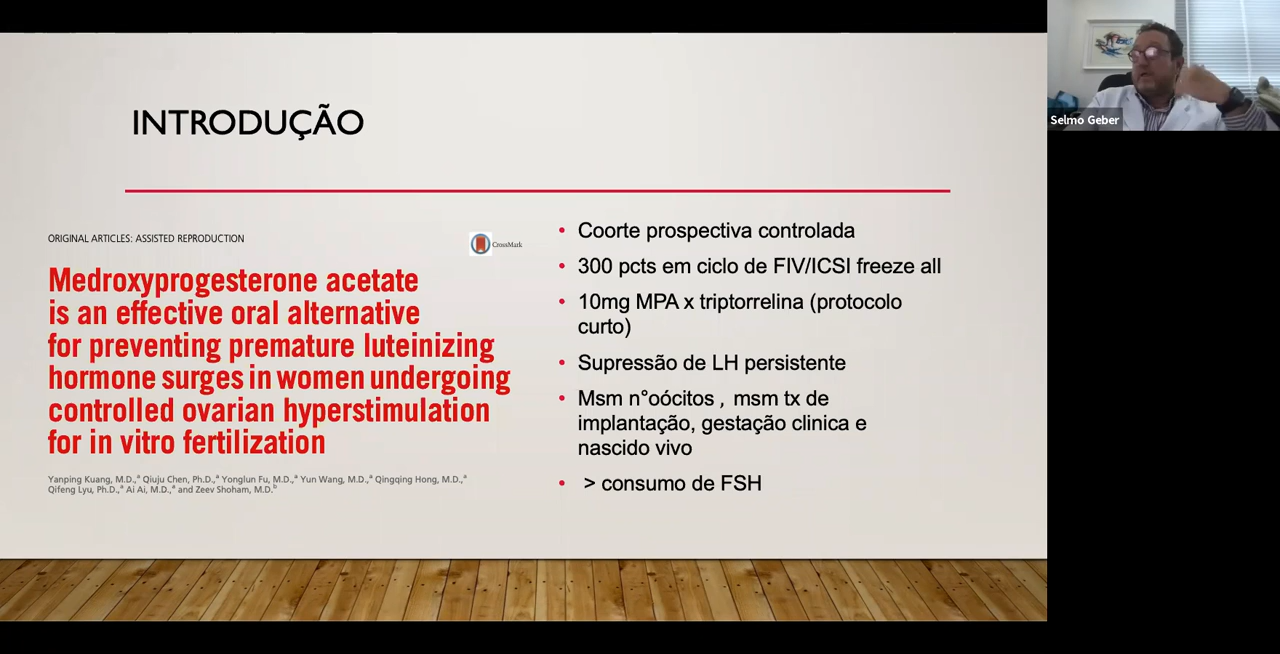 INTRODUÇÃO
ORIGINAL ARTICLES: ASSISTED REPRODUCTION
CrossMark
Medroxyprogesterone acetate
is an effective oral alternative
for preventing premature luteinizing
hormone surges in women undergoing
controlled ovarian hyperstimulation
for in vitro fertilization
Yanping Kuang, M.D.,ª Qiuju Chen, Ph.D.,ª Yonglun Fu, M.D.,ª Yun Wang, M.D.,ª Qingqing Hong, M.D.,ª
Qifeng Lyu, Ph.D.,ª Ai Ai, M.D.,ª and Zeev Shoham, M.D.ᵇ
• Coorte prospectiva controlada
• 300 pcts em ciclo de FIV/ICSI freeze all
• 10mg MPA x triptorrelina (protocolo
curto)
• Supressão de LH persistente
• Msm n°oócitos , msm tx de
implantação, gestação clinica e
nascido vivo
• > consumo de FSH
Selmo Geber